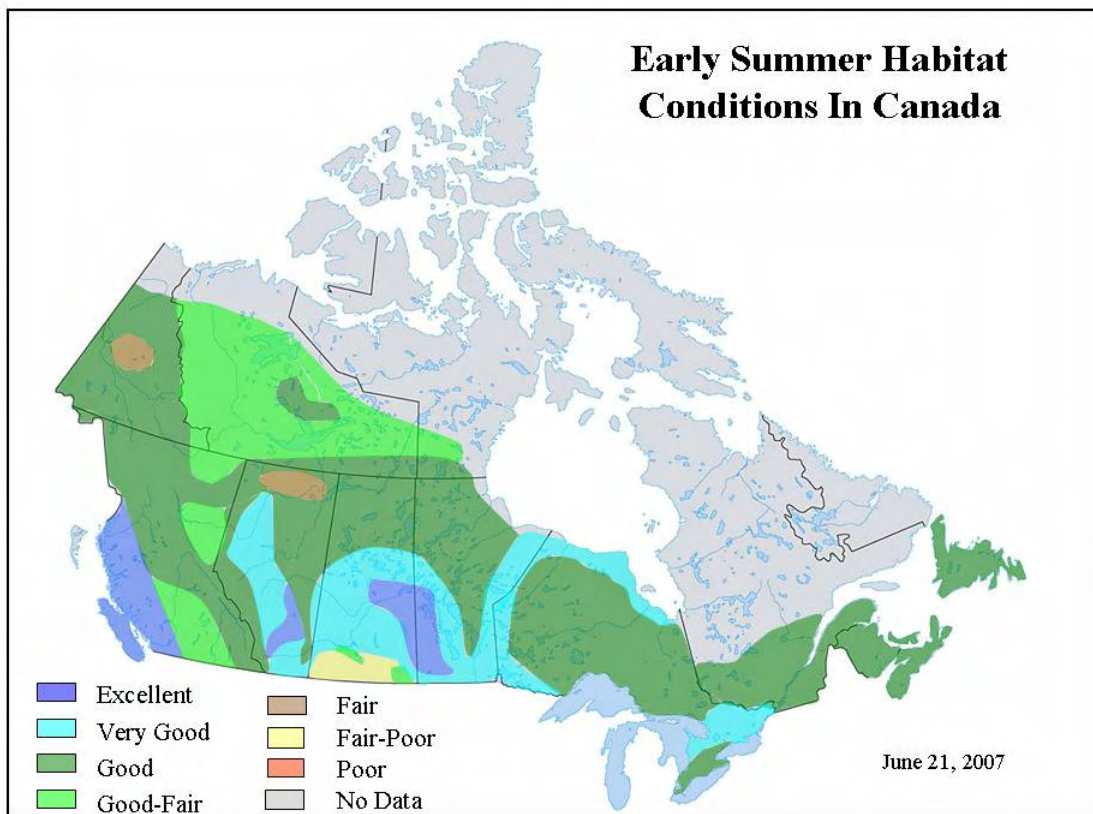 Early Summer Habitat
Conditions In Canada
Excellent
Very Good
Good
Good-Fair
Fair
Fair-Poor
Poor
No Data
June 21, 2007